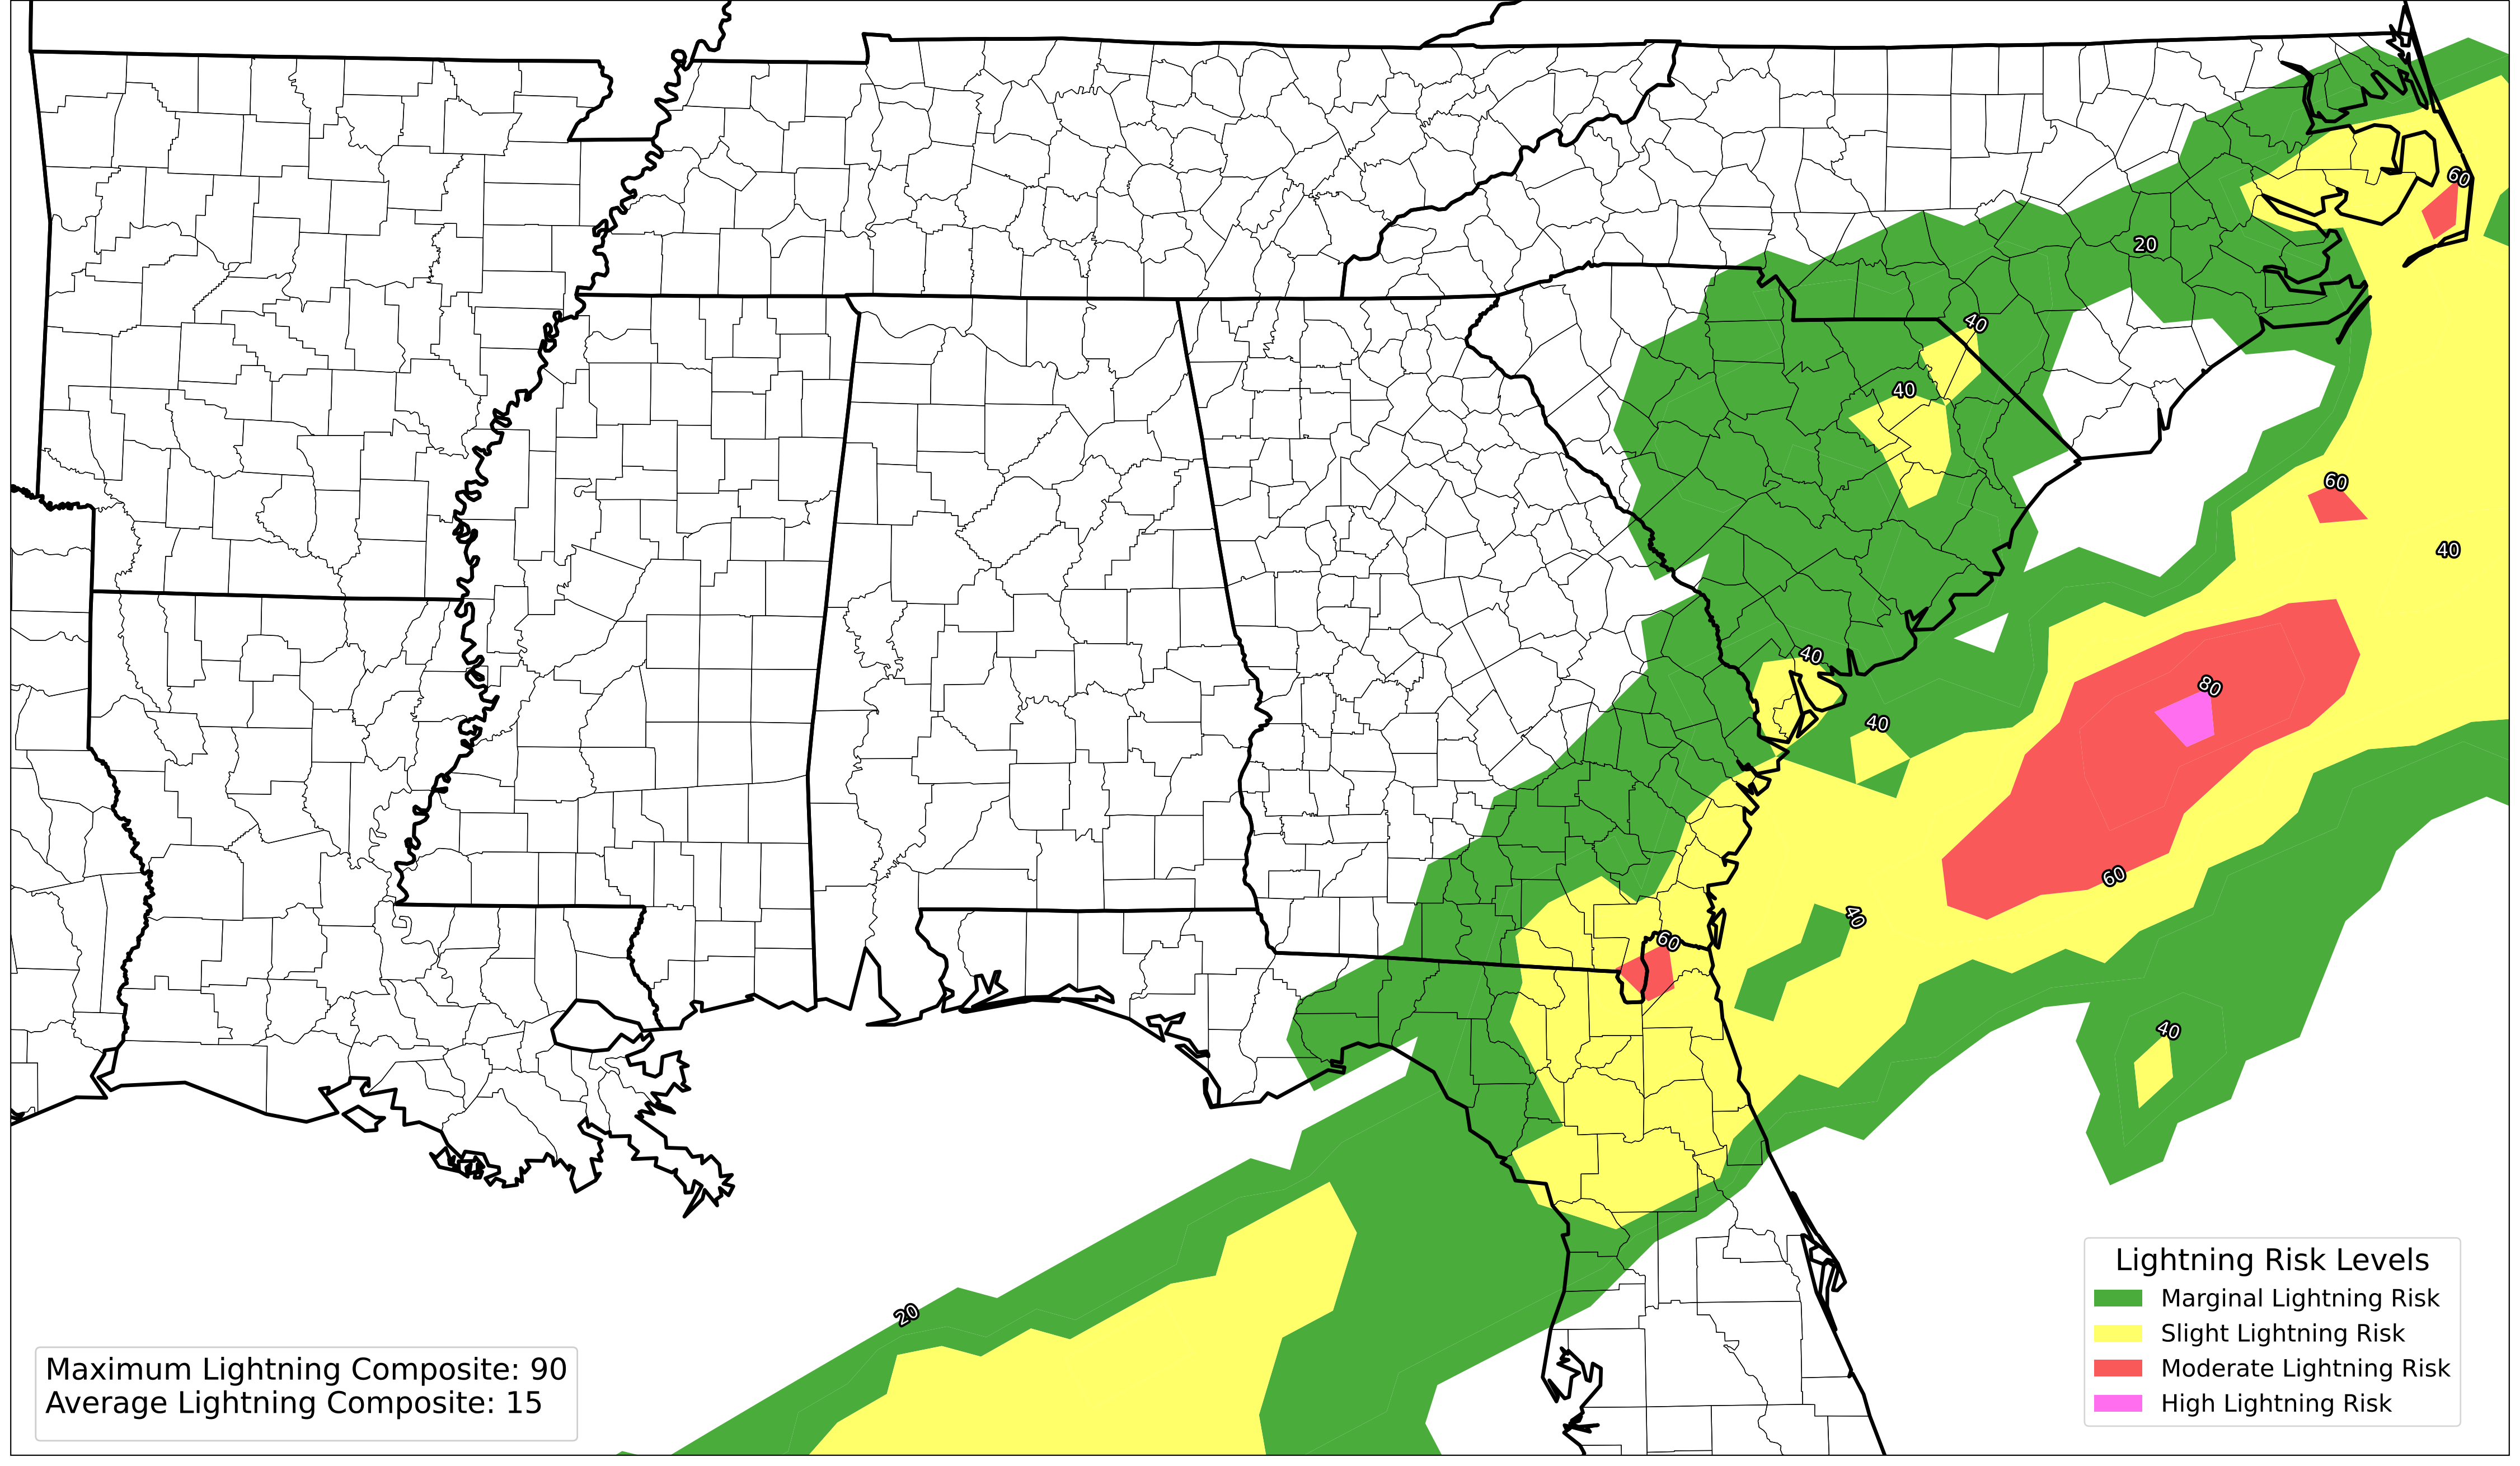 60
20
40
40
60
40
40
80
40
60
40
60
40
20
Lightning Risk Levels
Marginal Lightning Risk
Slight Lightning Risk
Moderate Lightning Risk
High Lightning Risk
Maximum Lightning Composite: 90
Average Lightning Composite: 15